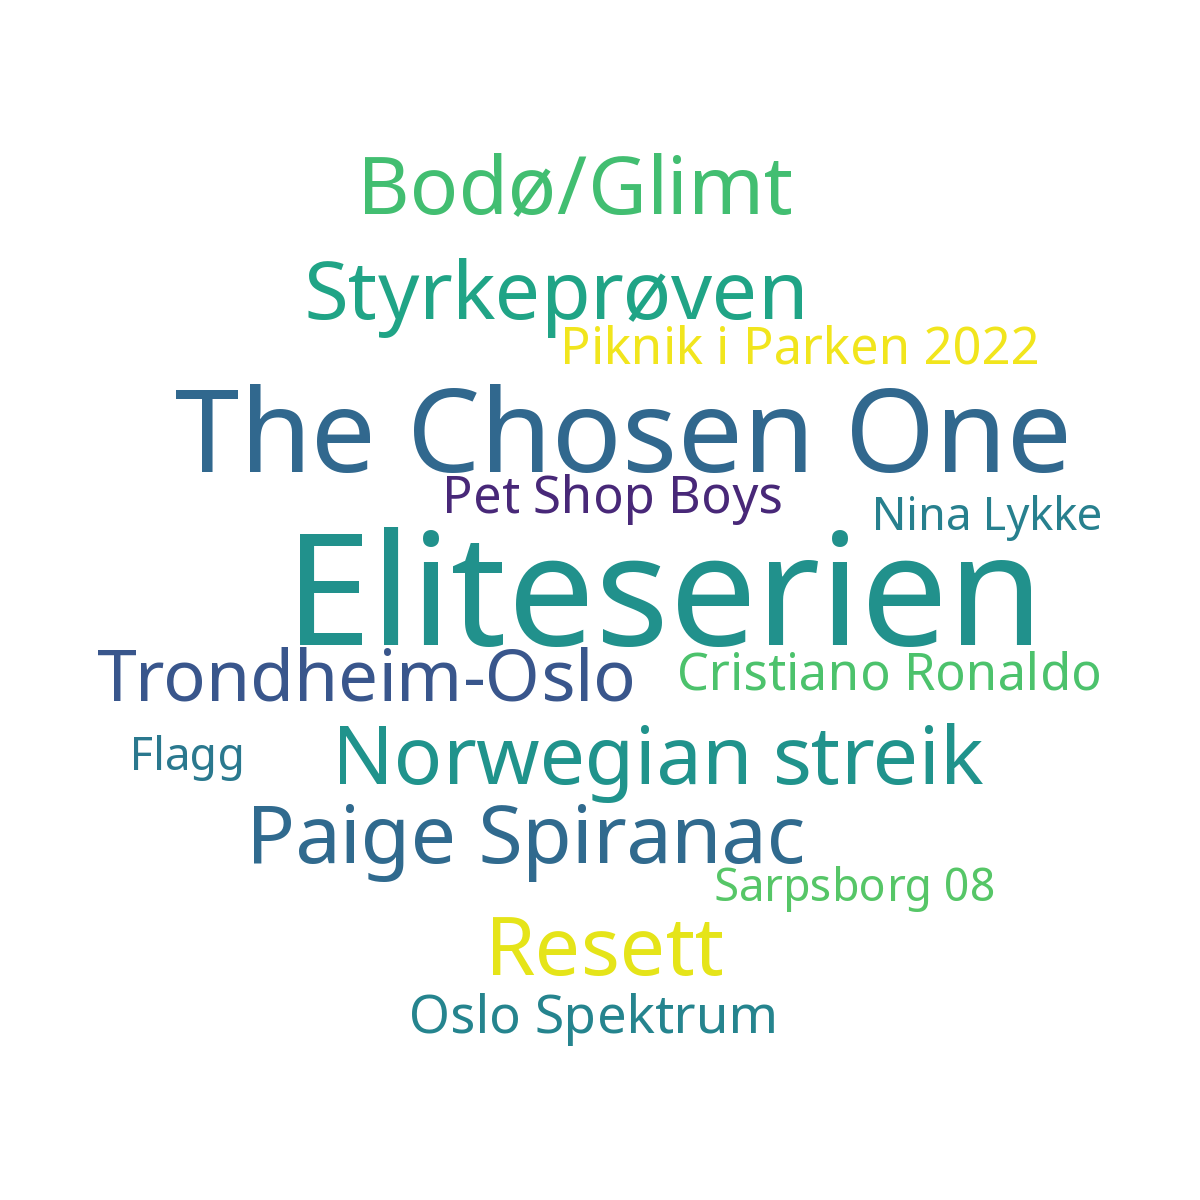 Bodø/Glimt
Styrkeprøven
Piknik i Parken 2022
The Chosen One
Pet Shop Boys
Nina Lykke
Eliteserien
Trondheim-Oslo
Cristiano Ronaldo
Flagg
Norwegian streik
Paige Spiranac
Sarpsborg 08
Resett
Oslo Spektrum